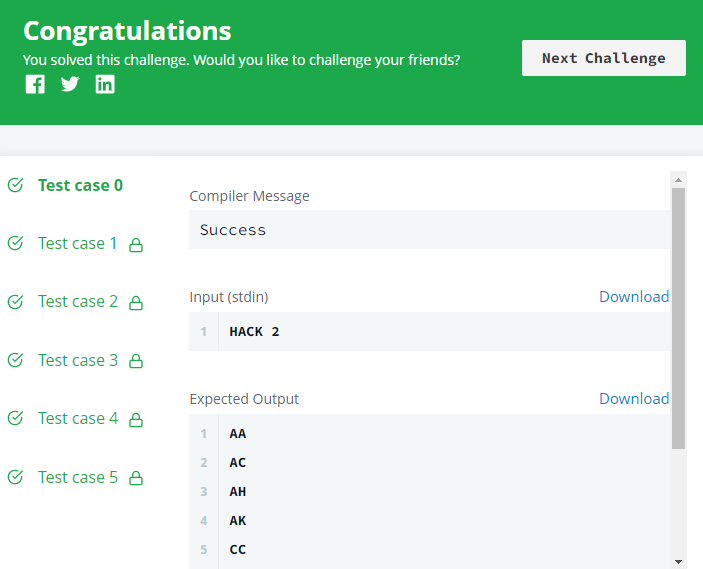 Congratulations
You solved this challenge. Would you like to challenge your friends?
Next Challenge
Test case 0
Test case 1
Test case 2
Test case 3
Test case 4
Test case 5
Compiler Message
Success
Input (stdin)
Download
1 HACK 2
Expected Output
Download
1 AA
2 AC
3 AH
4 AK
5 CC